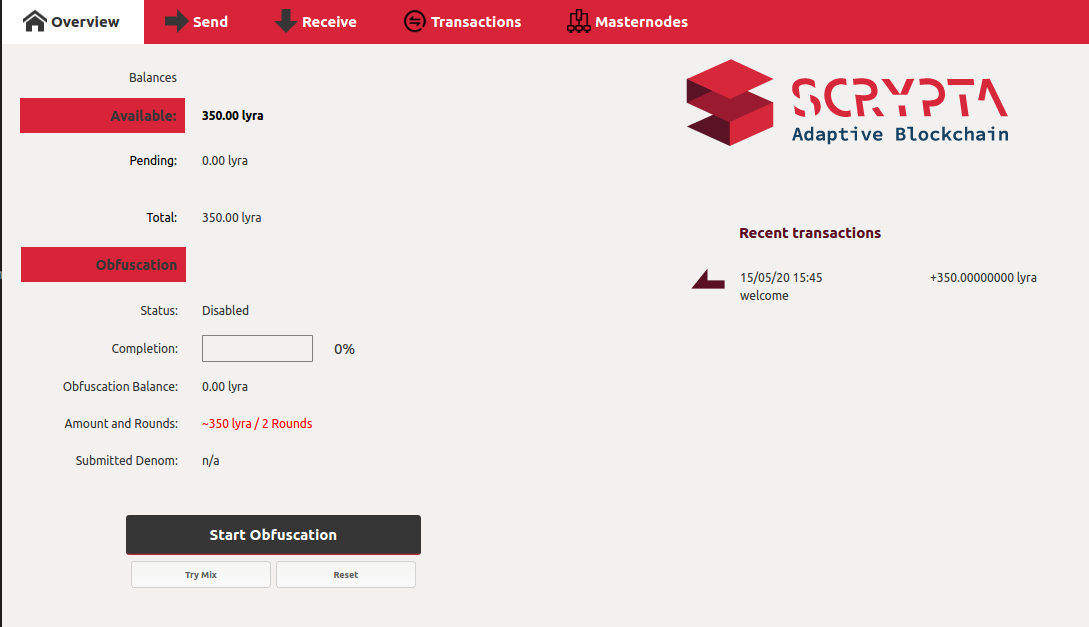 Overview Send Receive Transactions Masternodes
Balances
Available: 350.00 lyra
Pending: 0.00 lyra
Total: 350.00 lyra
Obfuscation
Status: Disabled
Completion: 0%
Obfuscation Balance: 0.00 lyra
Amount and Rounds: ~350 lyra / 2 Rounds
Submitted Denom: n/a
Start Obfuscation
Try Mix Reset
SCRYPTA
Adaptive Blockchain
Recent transactions
15/05/20 15:45 +350.00000000 lyra
welcome